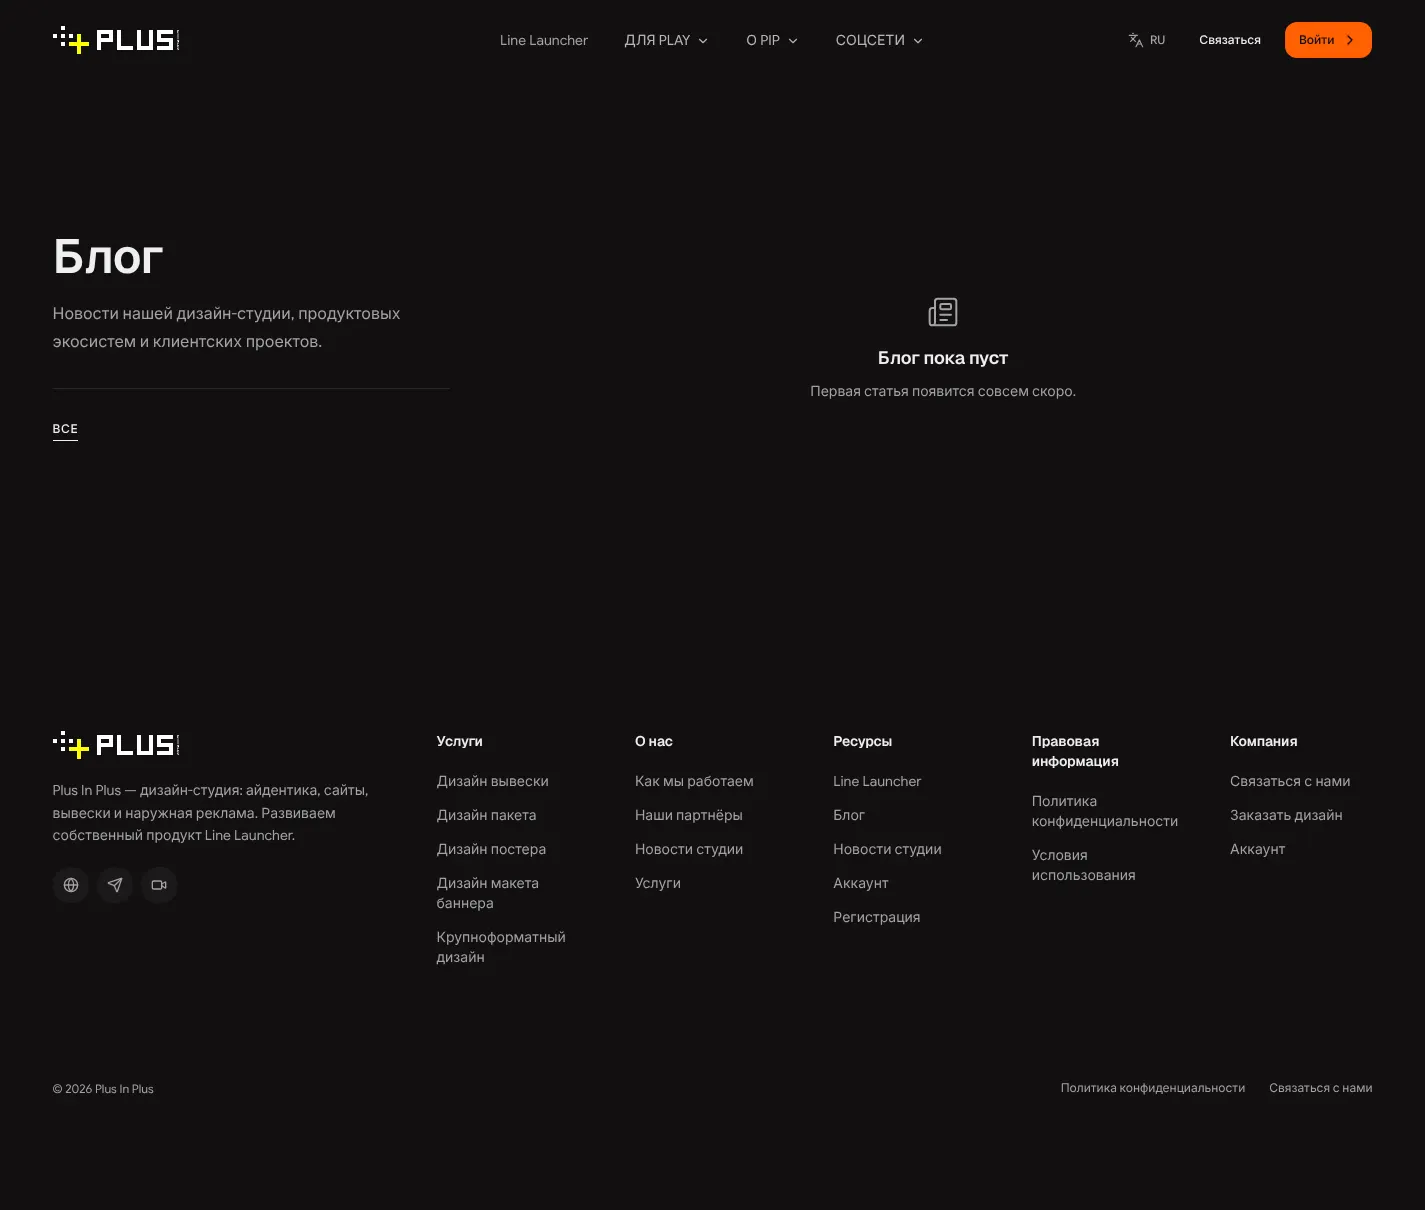 PLUS
Line Launcher
ДЛЯ PLAY
О PIP
СОЦСЕТИ
RU
Связаться
Войти
Блог
Новости нашей дизайн-студии, продуктовых
экосистем и клиентских проектов.
ВСЕ
Блог пока пуст
Первая статья появится совсем скоро.
PLUS
Plus In Plus — дизайн-студия: айдентика, сайты,
вывески и наружная реклама. Развиваем
собственный продукт Line Launcher.
Услуги
Дизайн вывески
Дизайн пакета
Дизайн постера
Дизайн макета
баннера
Крупноформатный
дизайн
О нас
Как мы работаем
Наши партнёры
Новости студии
Услуги
Ресурсы
Line Launcher
Блог
Новости студии
Аккаунт
Регистрация
Правовая
информация
Политика
конфиденциальности
Условия
использования
Компания
Связаться с нами
Заказать дизайн
Аккаунт
© 2026 Plus In Plus
Политика конфиденциальности
Связаться с нами